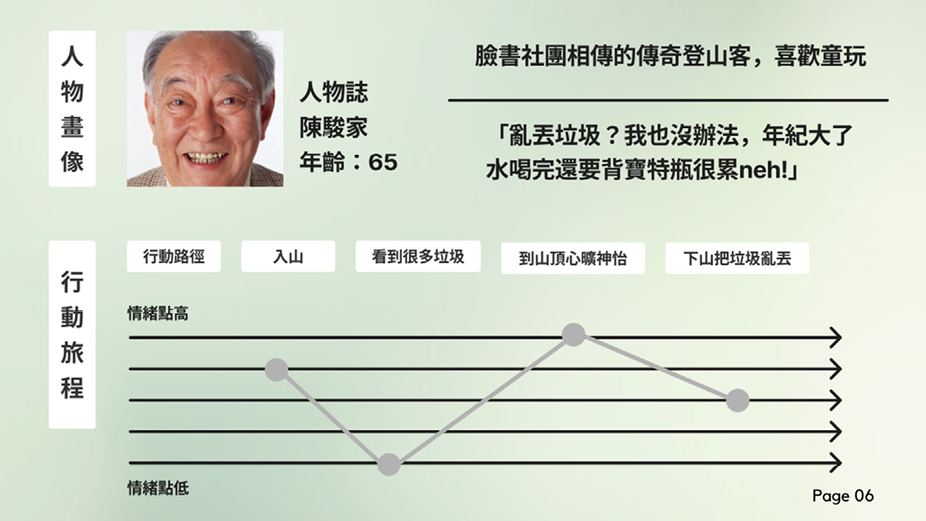 人物畫像
人物誌
陳駿家
年齡：65
臉書社團相傳的傳奇登山客，喜歡童玩
「亂丟垃圾？我也沒辦法，年紀大了
水喝完還要背寶特瓶很累neh!」
行動旅程
行動路徑
入山
看到很多垃圾
到山頂心曠神怡
下山把垃圾亂丟
情緒點高
情緒點低
Page 06